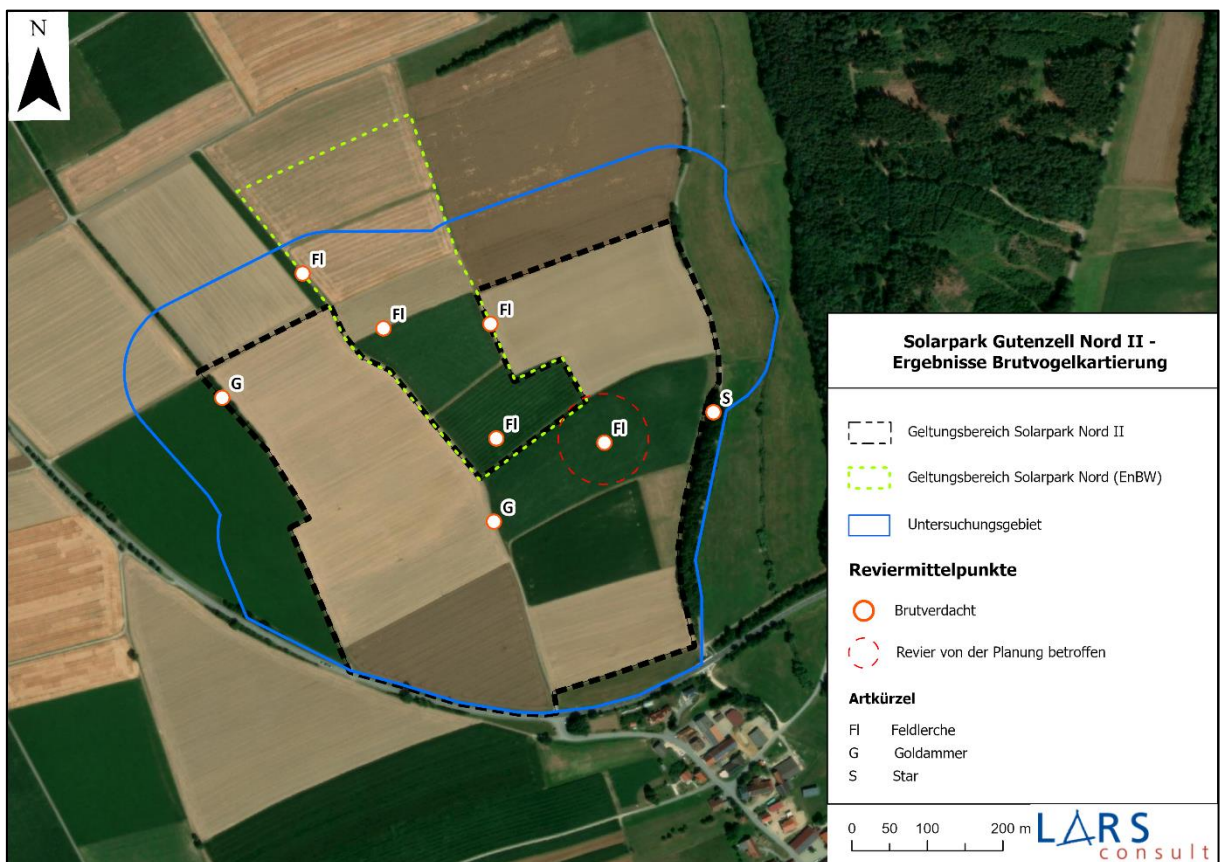 N
Fl
Fl
Fl
G
S
Fl
Fl
G
Solarpark Gutenzell Nord II -
Ergebnisse Brutvogelkartierung
Geltungsbereich Solarpark Nord II
Geltungsbereich Solarpark Nord (EnBW)
Untersuchungsgebiet
Reviermittelpunkte
Brutverdacht
Revier von der Planung betroffen
Artkürzel
Fl Feldlerche
G Goldammer
S Star
0 50 100 200 m
LARS
consult